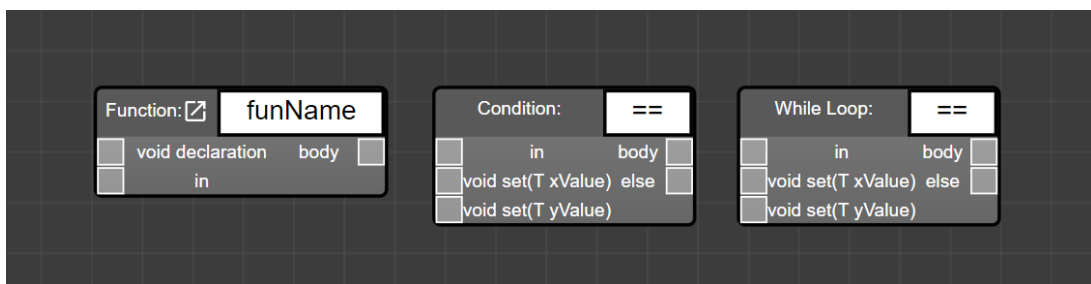 Function: funName
void declaration body
in
Condition: ==
in body
void set(T xValue) else
void set(T yValue)
While Loop: ==
in body
void set(T xValue) else
void set(T yValue)